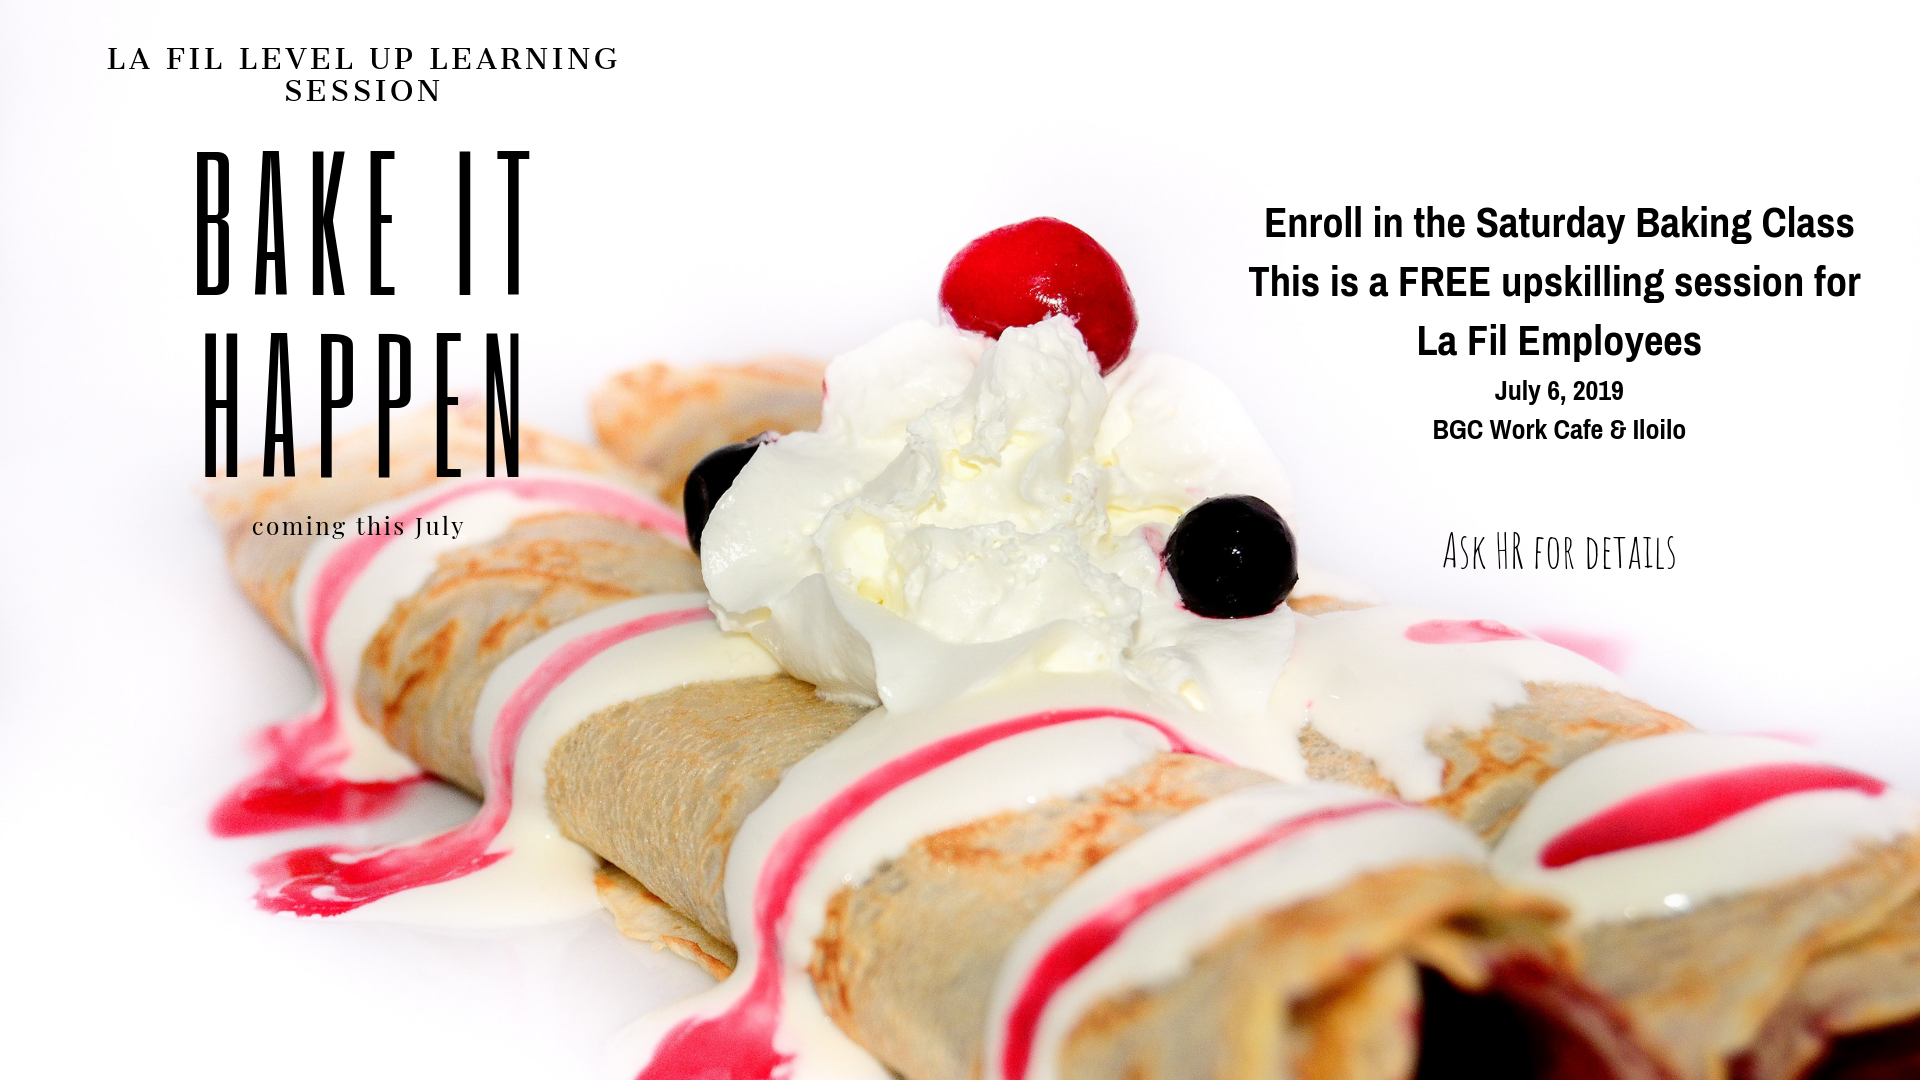 LA FIL LEVEL UP LEARNING
SESSION
BAKE IT
HAPPEN
coming this July
Enroll in the Saturday Baking Class
This is a FREE upskilling session for
La Fil Employees
July 6, 2019
BGC Work Cafe & Iloilo
Ask HR for details